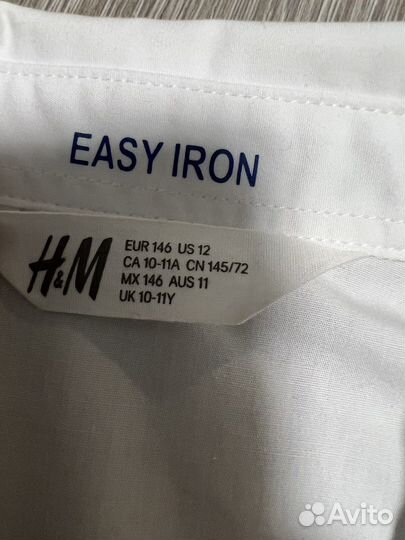 EASY IRON
H&M
EUR 146 US 12
CA 10-11A CN 145/72
MX 146 AUS 11
UK 10-11Y
Avito